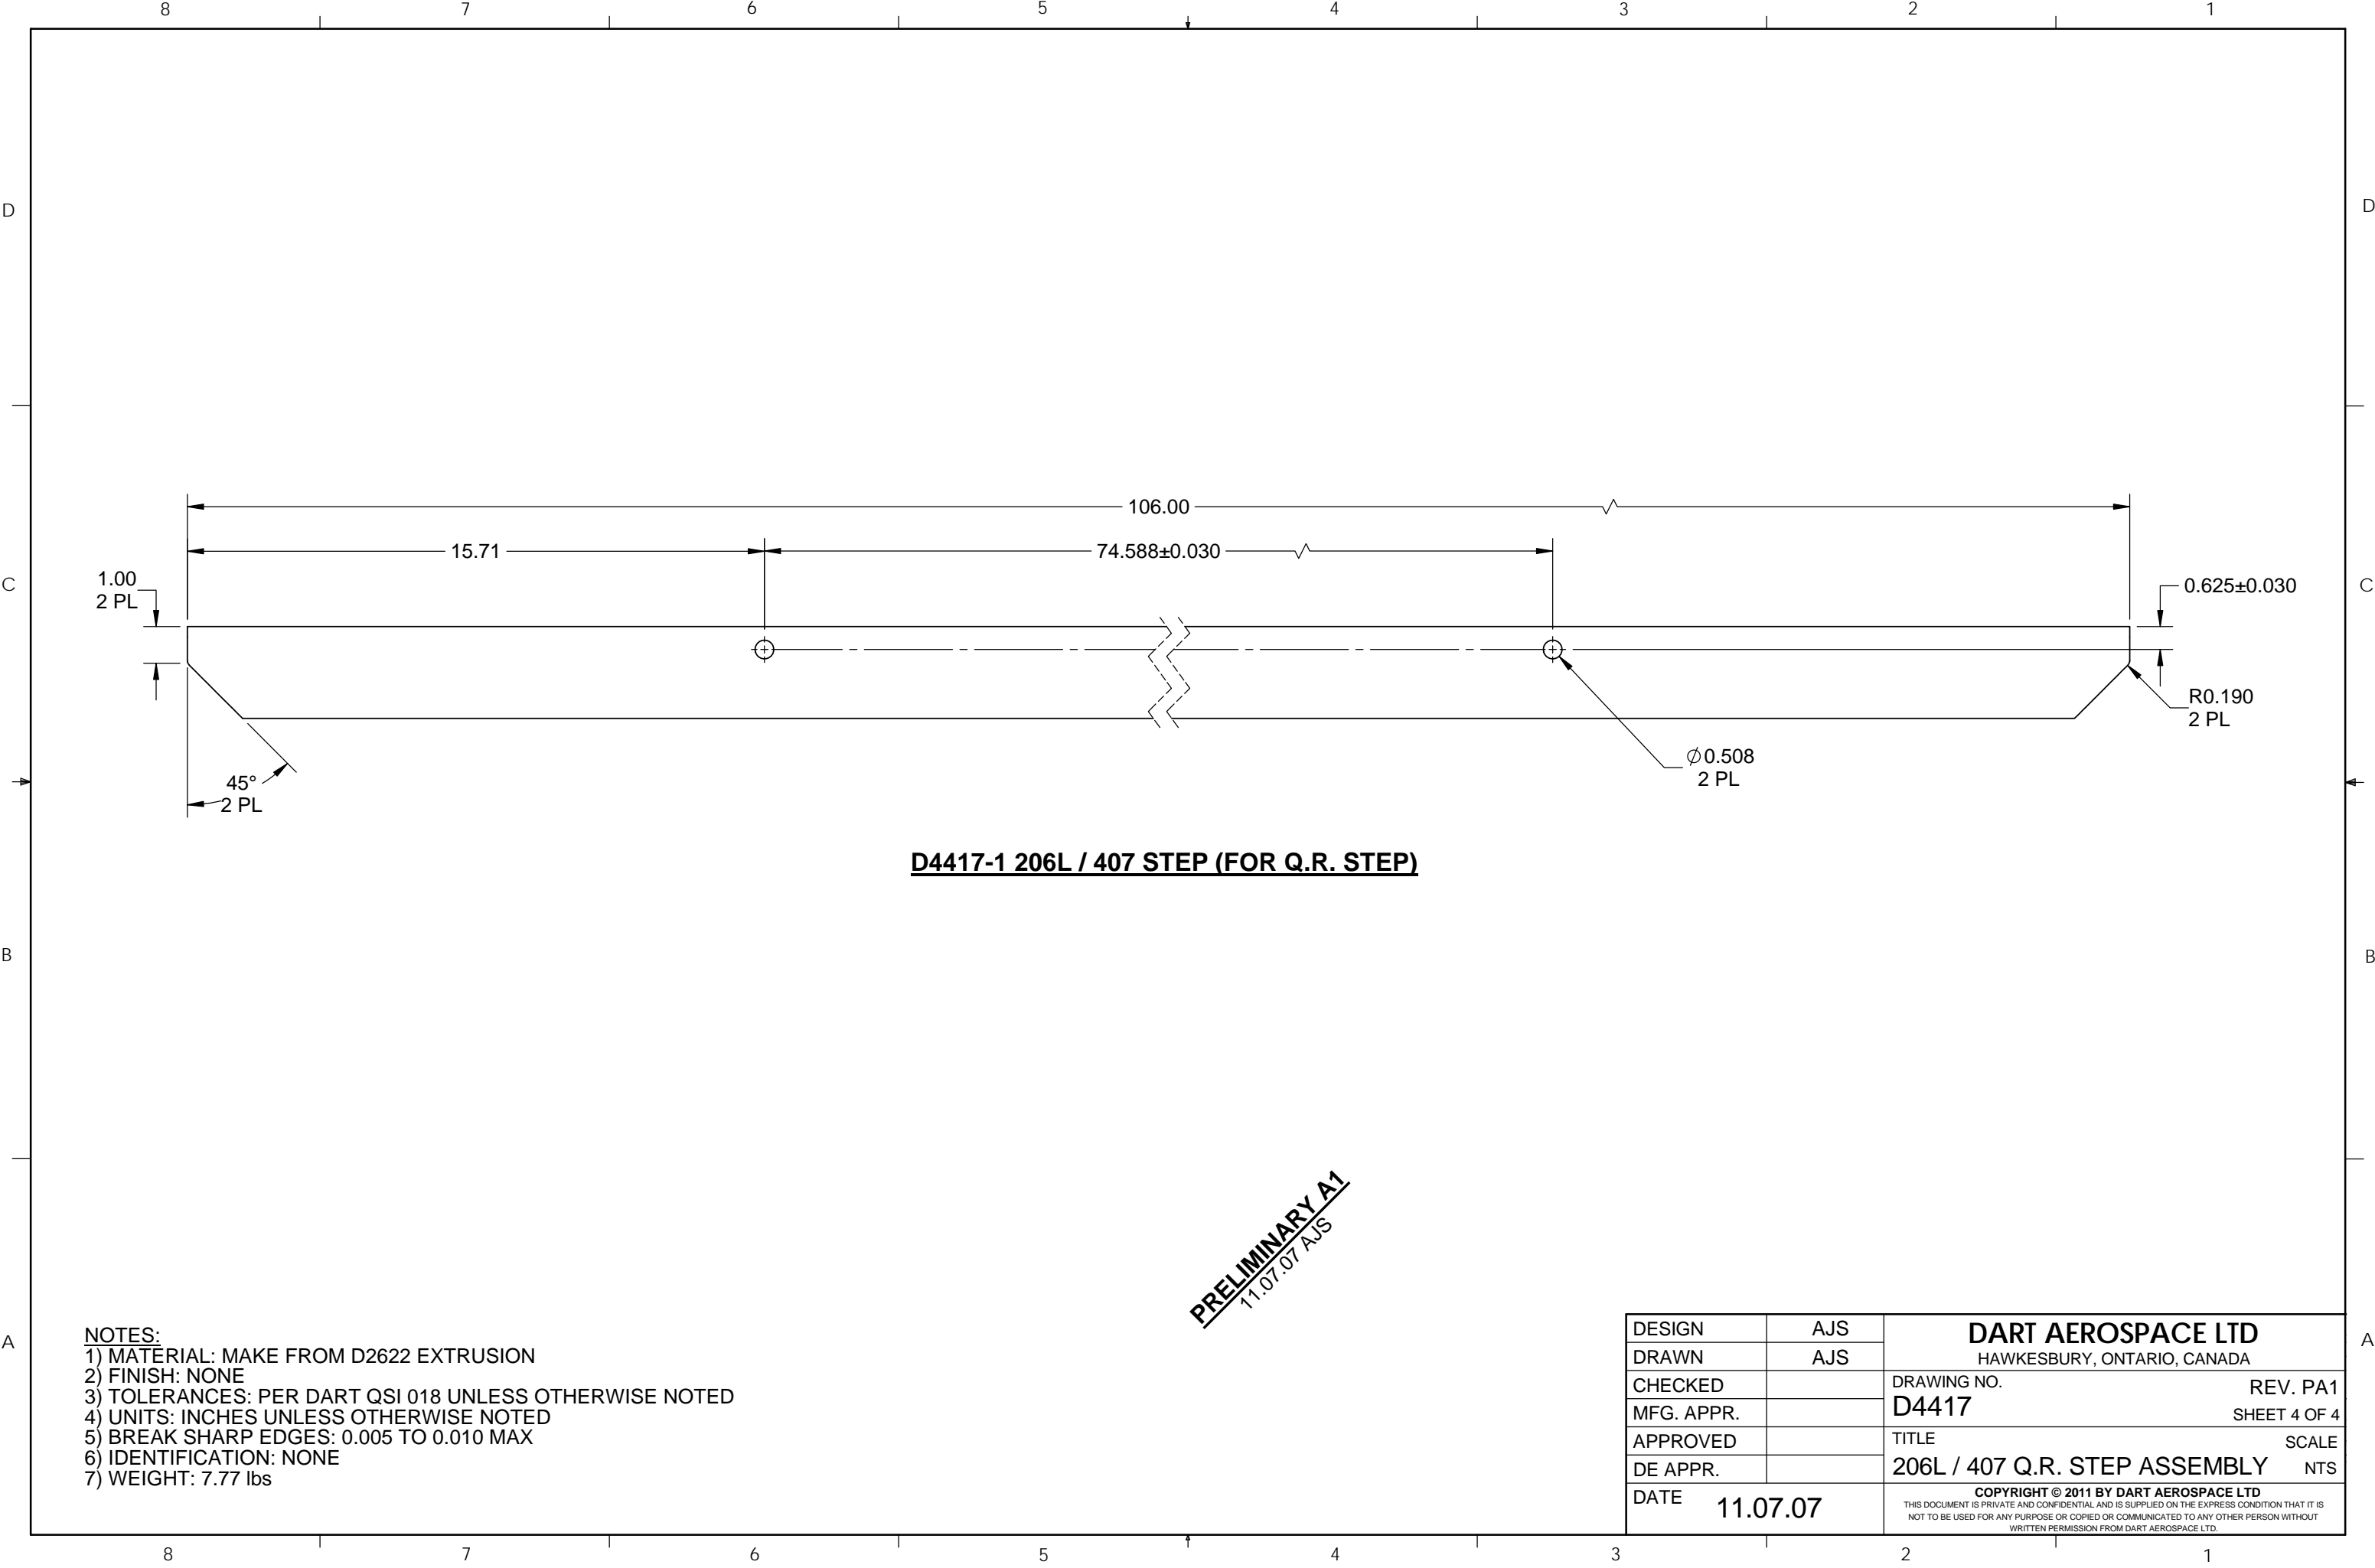 8 7 6 5 4 3 2 1
D D
106.00
15.71 74.588±0.030
1.00
2 PL
C C
0.625±0.030
R0.190
2 PL
⌀0.508
2 PL
45°
2 PL
D4417-1 206L / 407 STEP (FOR Q.R. STEP)
B B
PRELIMINARY A1
11.07.07 AJS
A A
NOTES:
1) MATERIAL: MAKE FROM D2622 EXTRUSION
2) FINISH: NONE
3) TOLERANCES: PER DART QSI 018 UNLESS OTHERWISE NOTED
4) UNITS: INCHES UNLESS OTHERWISE NOTED
5) BREAK SHARP EDGES: 0.005 TO 0.010 MAX
6) IDENTIFICATION: NONE
7) WEIGHT: 7.77 lbs
DESIGN AJS
DRAWN AJS
CHECKED
MFG. APPR.
APPROVED
DE APPR.
DATE 11.07.07
DART AEROSPACE LTD
HAWKESBURY, ONTARIO, CANADA
DRAWING NO. REV. PA1
D4417 SHEET 4 OF 4
TITLE SCALE
206L / 407 Q.R. STEP ASSEMBLY NTS
COPYRIGHT © 2011 BY DART AEROSPACE LTD
THIS DOCUMENT IS PRIVATE AND CONFIDENTIAL AND IS SUPPLIED ON THE EXPRESS CONDITION THAT IT IS
NOT TO BE USED FOR ANY PURPOSE OR COPIED OR COMMUNICATED TO ANY OTHER PERSON WITHOUT
WRITTEN PERMISSION FROM DART AEROSPACE LTD.
8 7 6 5 4 3 2 1